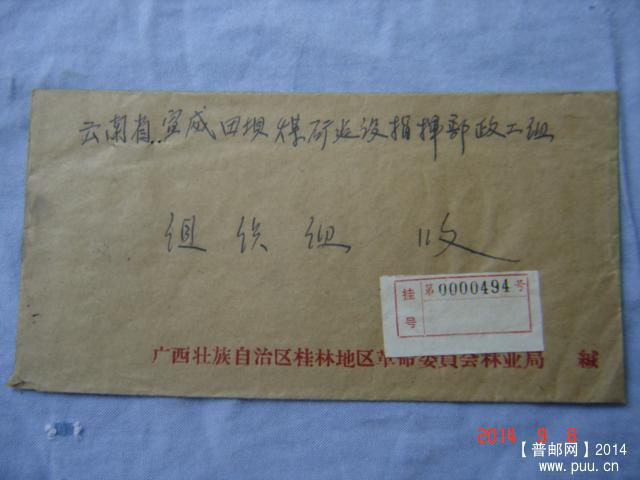 云南省宣威田坝煤矿建设指挥部政工组
组织组 收
挂号
第0000494号
广西壮族自治区桂林地区革命委員会林业局 缄
2014 9 8
【普邮网】2014
www.puu.cn